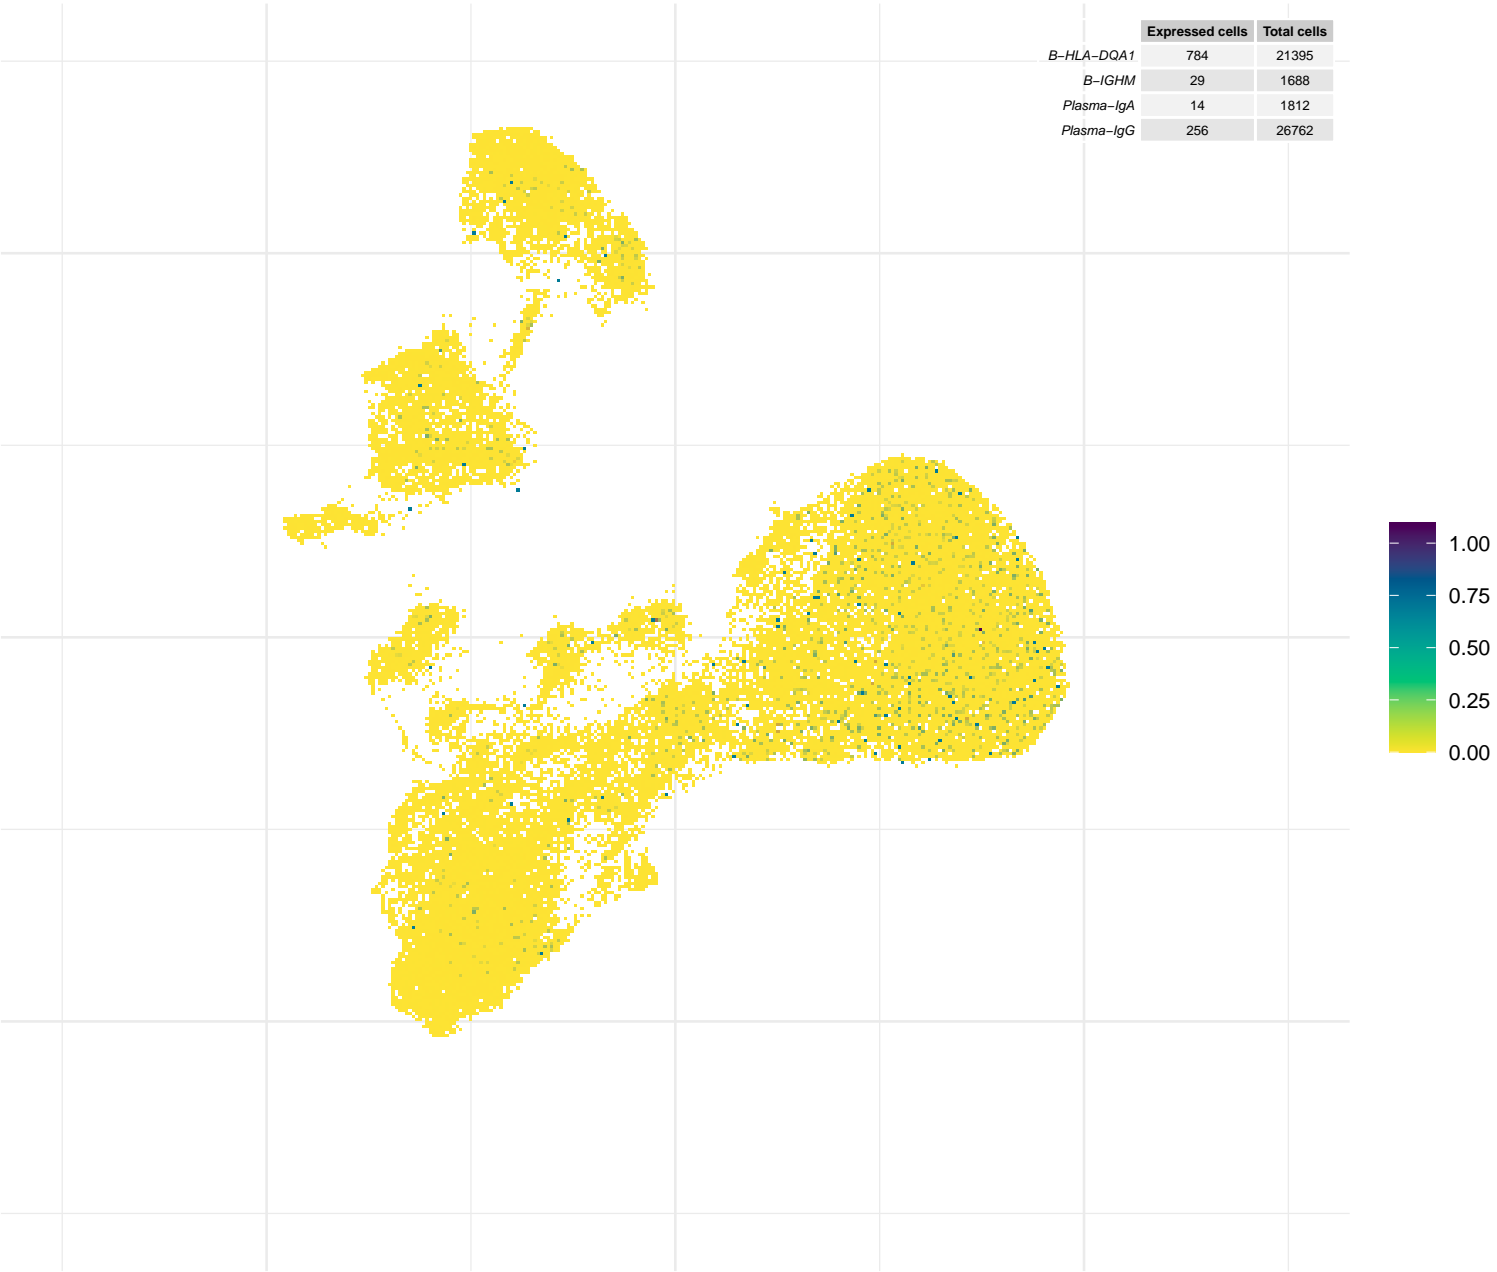 Expressed cells Total cells
B−HLA−DQA1 784 21395
B−IGHM 29 1688
Plasma−IgA 14 1812
Plasma−IgG 256 26762
1.00
0.75
0.50
0.25
0.00